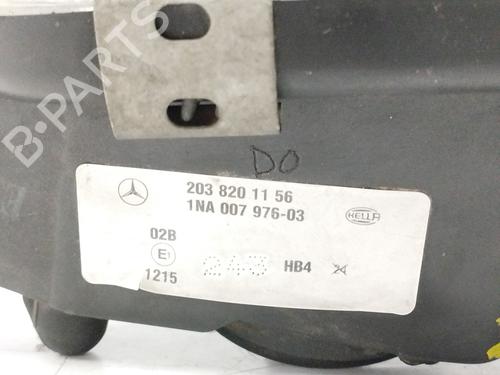 B-PARTS
DO
203 820 11 56
1NA 007 976-03
HELLA
02B
E1
1215
243
HB4